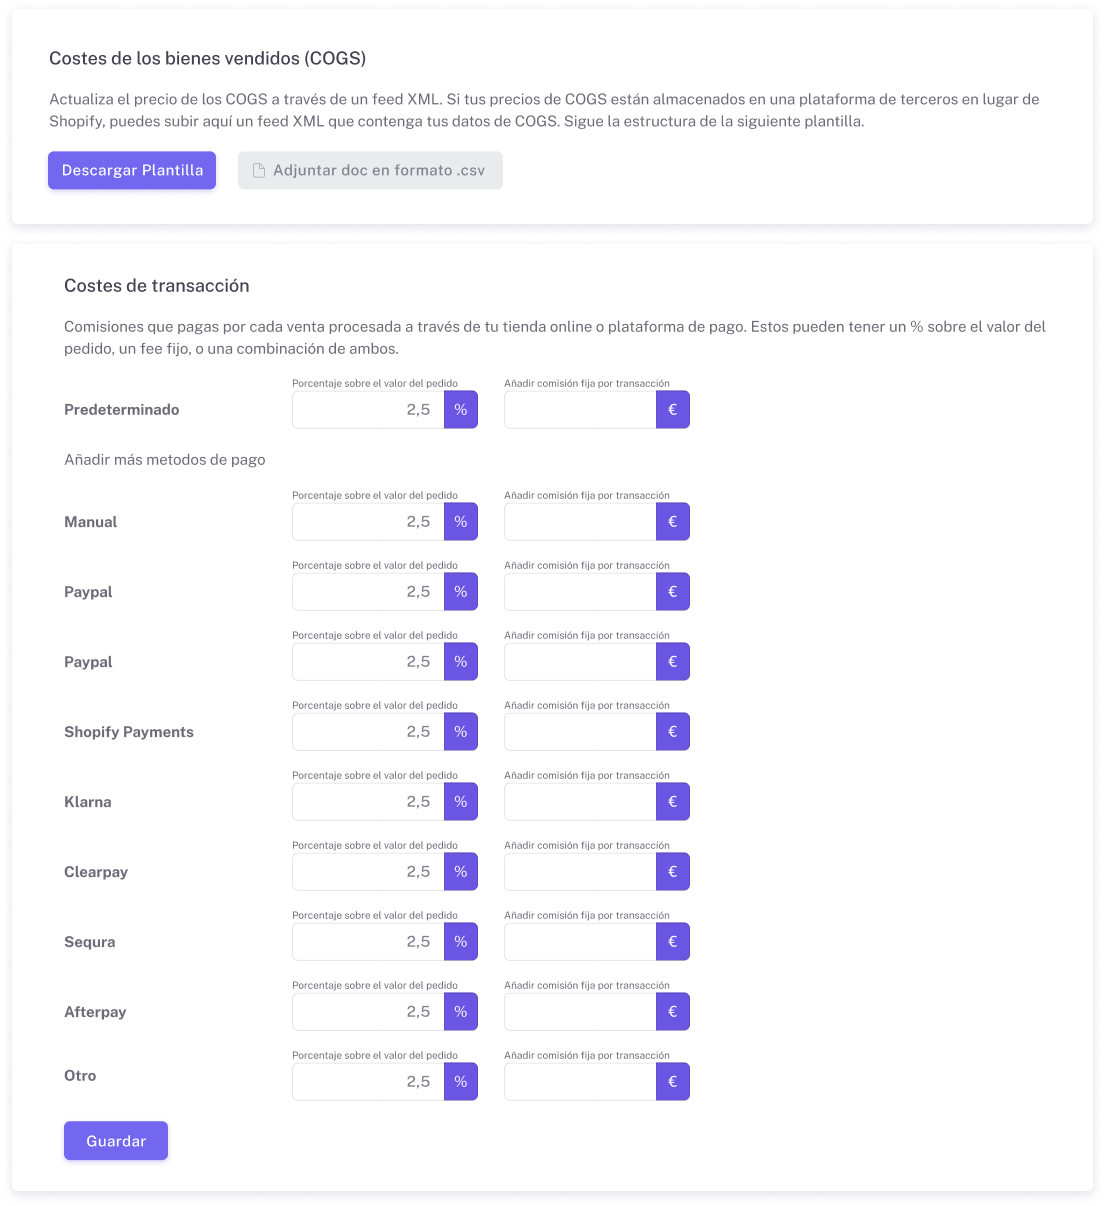 Costes de los bienes vendidos (COGS)
Actualiza el precio de los COGS a través de un feed XML. Si tus precios de COGS están almacenados en una plataforma de terceros en lugar de
Shopify, puedes subir aquí un feed XML que contenga tus datos de COGS. Sigue la estructura de la siguiente plantilla.
Descargar Plantilla
Adjuntar doc en formato .csv
Costes de transacción
Comisiones que pagas por cada venta procesada a través de tu tienda online o plataforma de pago. Estos pueden tener un % sobre el valor del
pedido, un fee fijo, o una combinación de ambos.
Porcentaje sobre el valor del pedido Añadir comisión fija por transacción
Predeterminado 2,5 % €
Añadir más metodos de pago
Porcentaje sobre el valor del pedido Añadir comisión fija por transacción
Manual 2,5 % €
Porcentaje sobre el valor del pedido Añadir comisión fija por transacción
Paypal 2,5 % €
Porcentaje sobre el valor del pedido Añadir comisión fija por transacción
Paypal 2,5 % €
Porcentaje sobre el valor del pedido Añadir comisión fija por transacción
Shopify Payments 2,5 % €
Porcentaje sobre el valor del pedido Añadir comisión fija por transacción
Klarna 2,5 % €
Porcentaje sobre el valor del pedido Añadir comisión fija por transacción
Clearpay 2,5 % €
Porcentaje sobre el valor del pedido Añadir comisión fija por transacción
Sequra 2,5 % €
Porcentaje sobre el valor del pedido Añadir comisión fija por transacción
Afterpay 2,5 % €
Porcentaje sobre el valor del pedido Añadir comisión fija por transacción
Otro 2,5 % €
Guardar